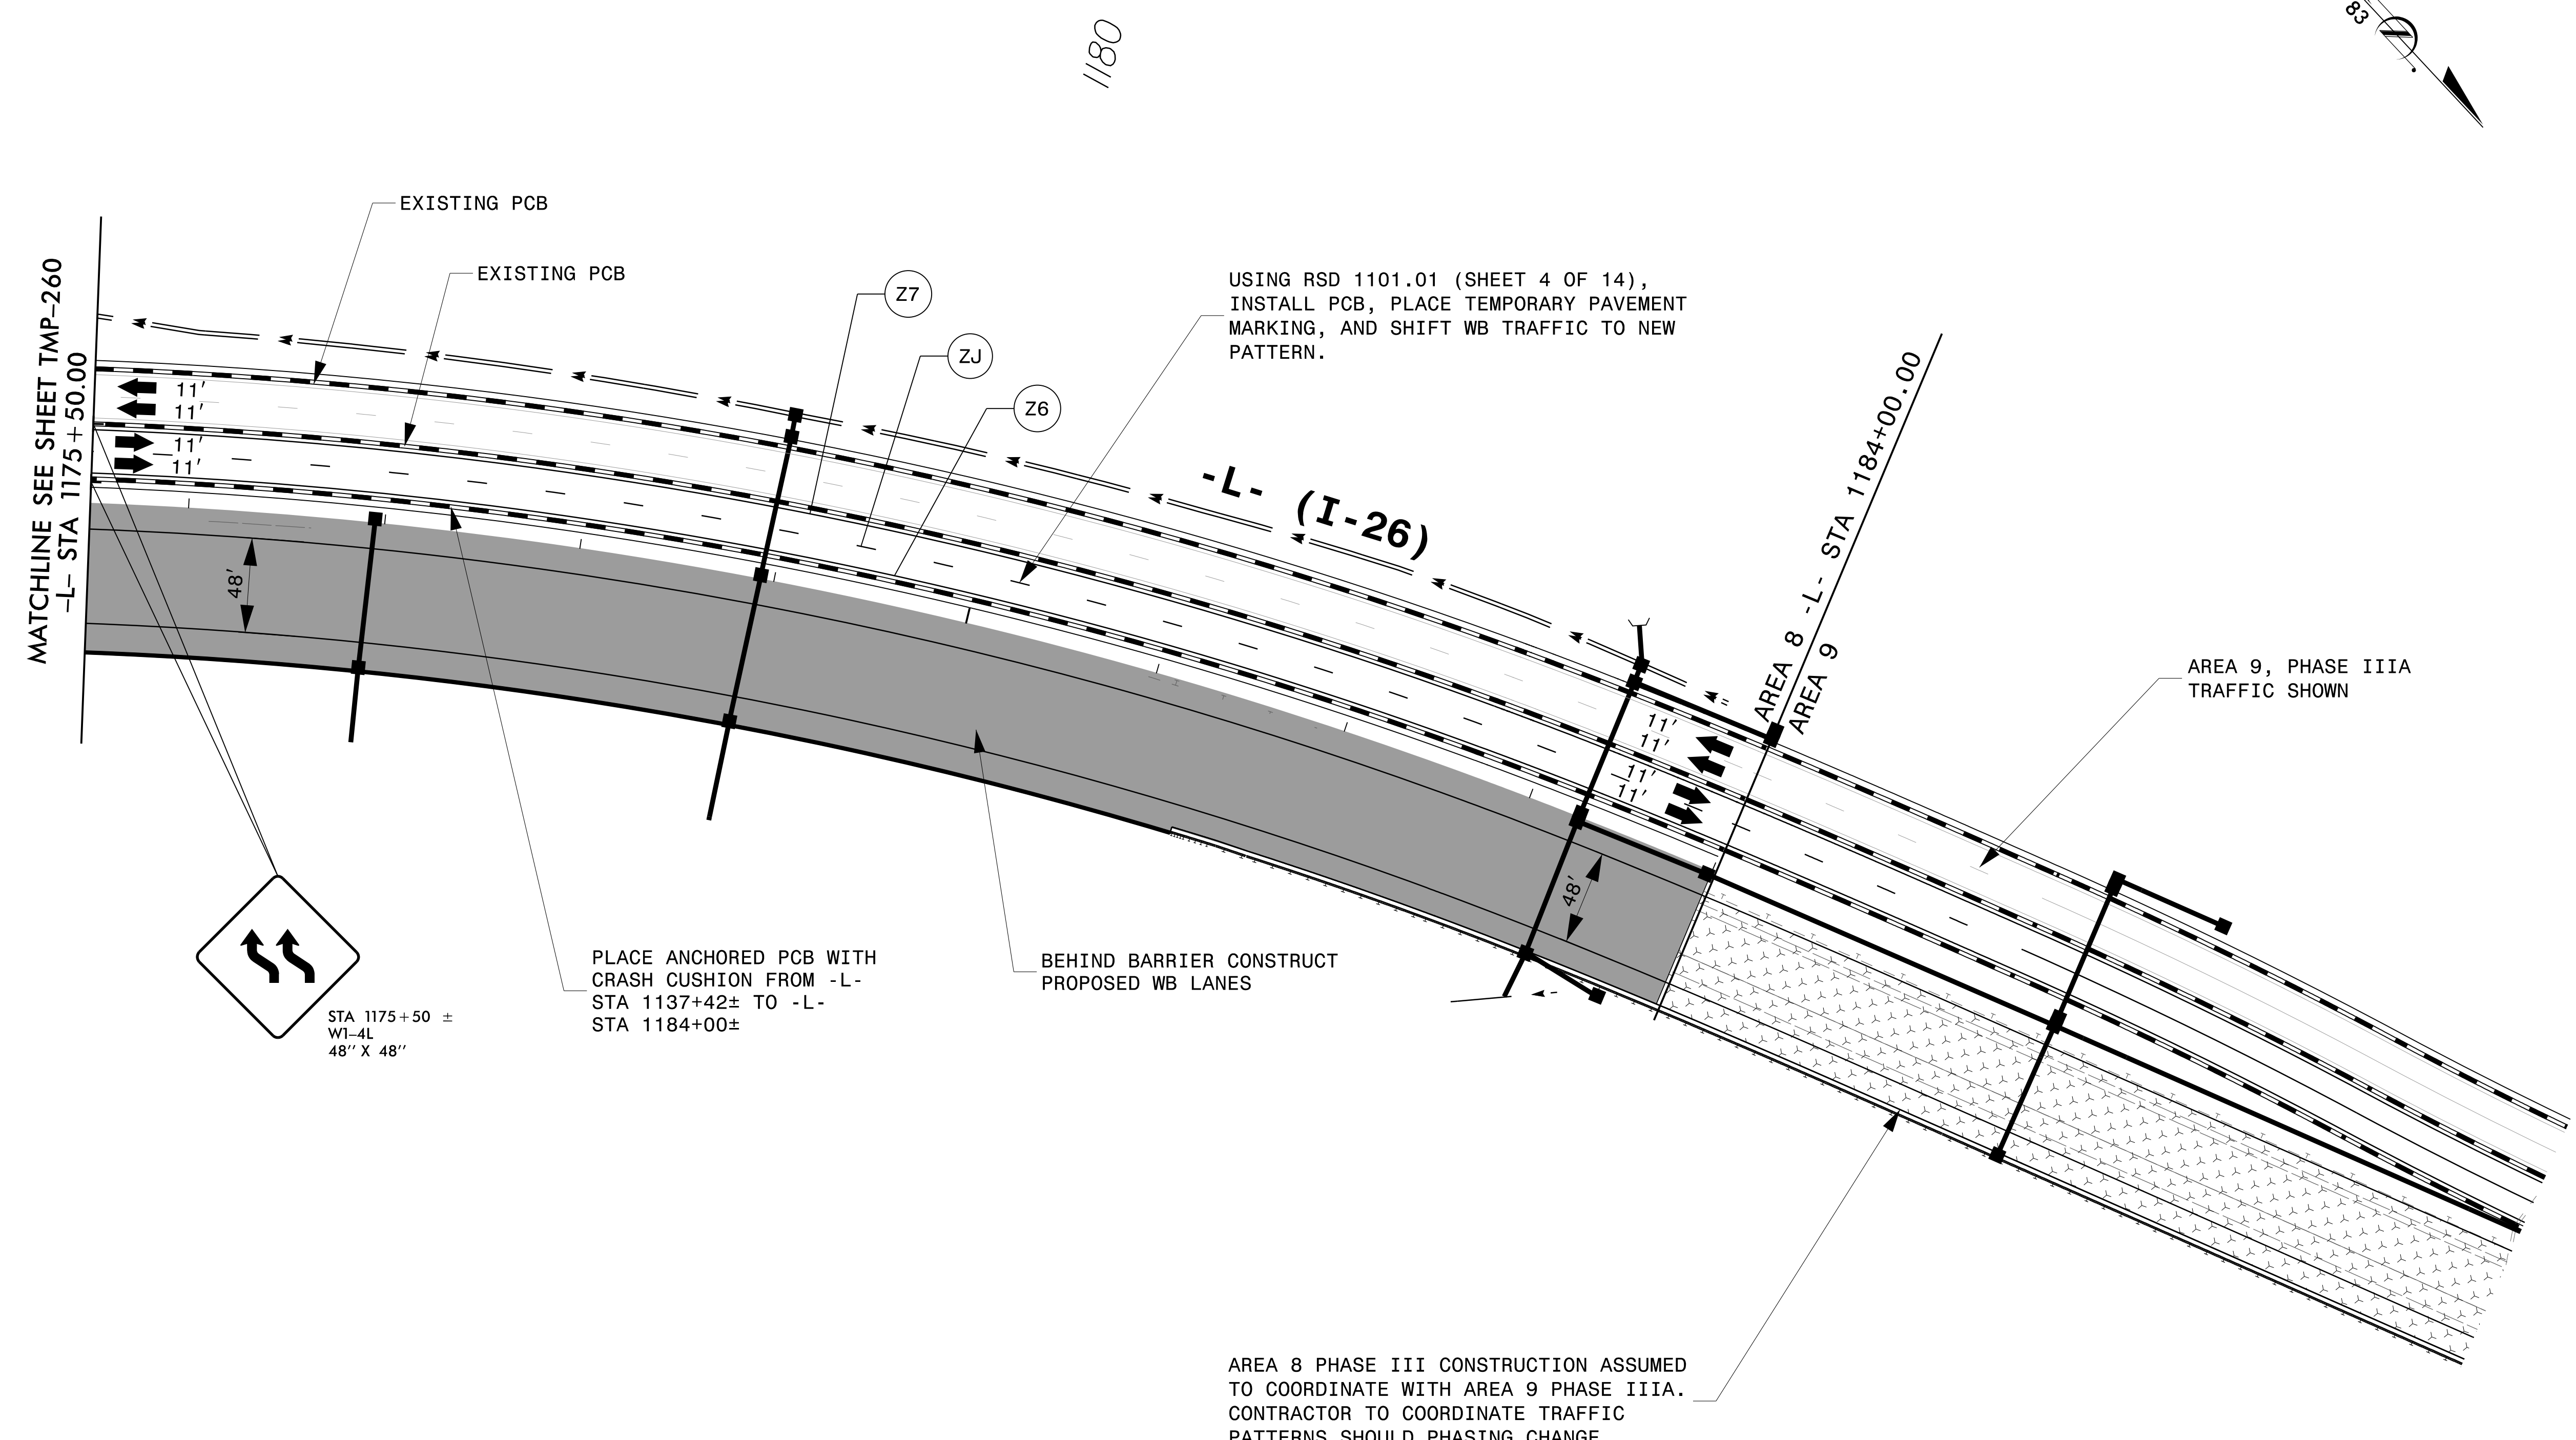 1180
83
EXISTING PCB
EXISTING PCB
MATCHLINE SEE SHEET TMP-260
-L- STA 1175+50.00
Z7
ZJ
Z6
USING RSD 1101.01 (SHEET 4 OF 14),
INSTALL PCB, PLACE TEMPORARY PAVEMENT
MARKING, AND SHIFT WB TRAFFIC TO NEW
PATTERN.
11'
11'
11'
11'
-L- (I-26)
AREA 8 -L- STA 1184+00.00
AREA 9
48'
11'
11'
11'
11'
48'
AREA 9, PHASE IIIA
TRAFFIC SHOWN
STA 1175+50 ±
W1-4L
48'' X 48''
PLACE ANCHORED PCB WITH
CRASH CUSHION FROM -L-
STA 1137+42± TO -L-
STA 1184+00±
BEHIND BARRIER CONSTRUCT
PROPOSED WB LANES
AREA 8 PHASE III CONSTRUCTION ASSUMED
TO COORDINATE WITH AREA 9 PHASE IIIA.
CONTRACTOR TO COORDINATE TRAFFIC
PATTERNS SHOULD PHASING CHANGE